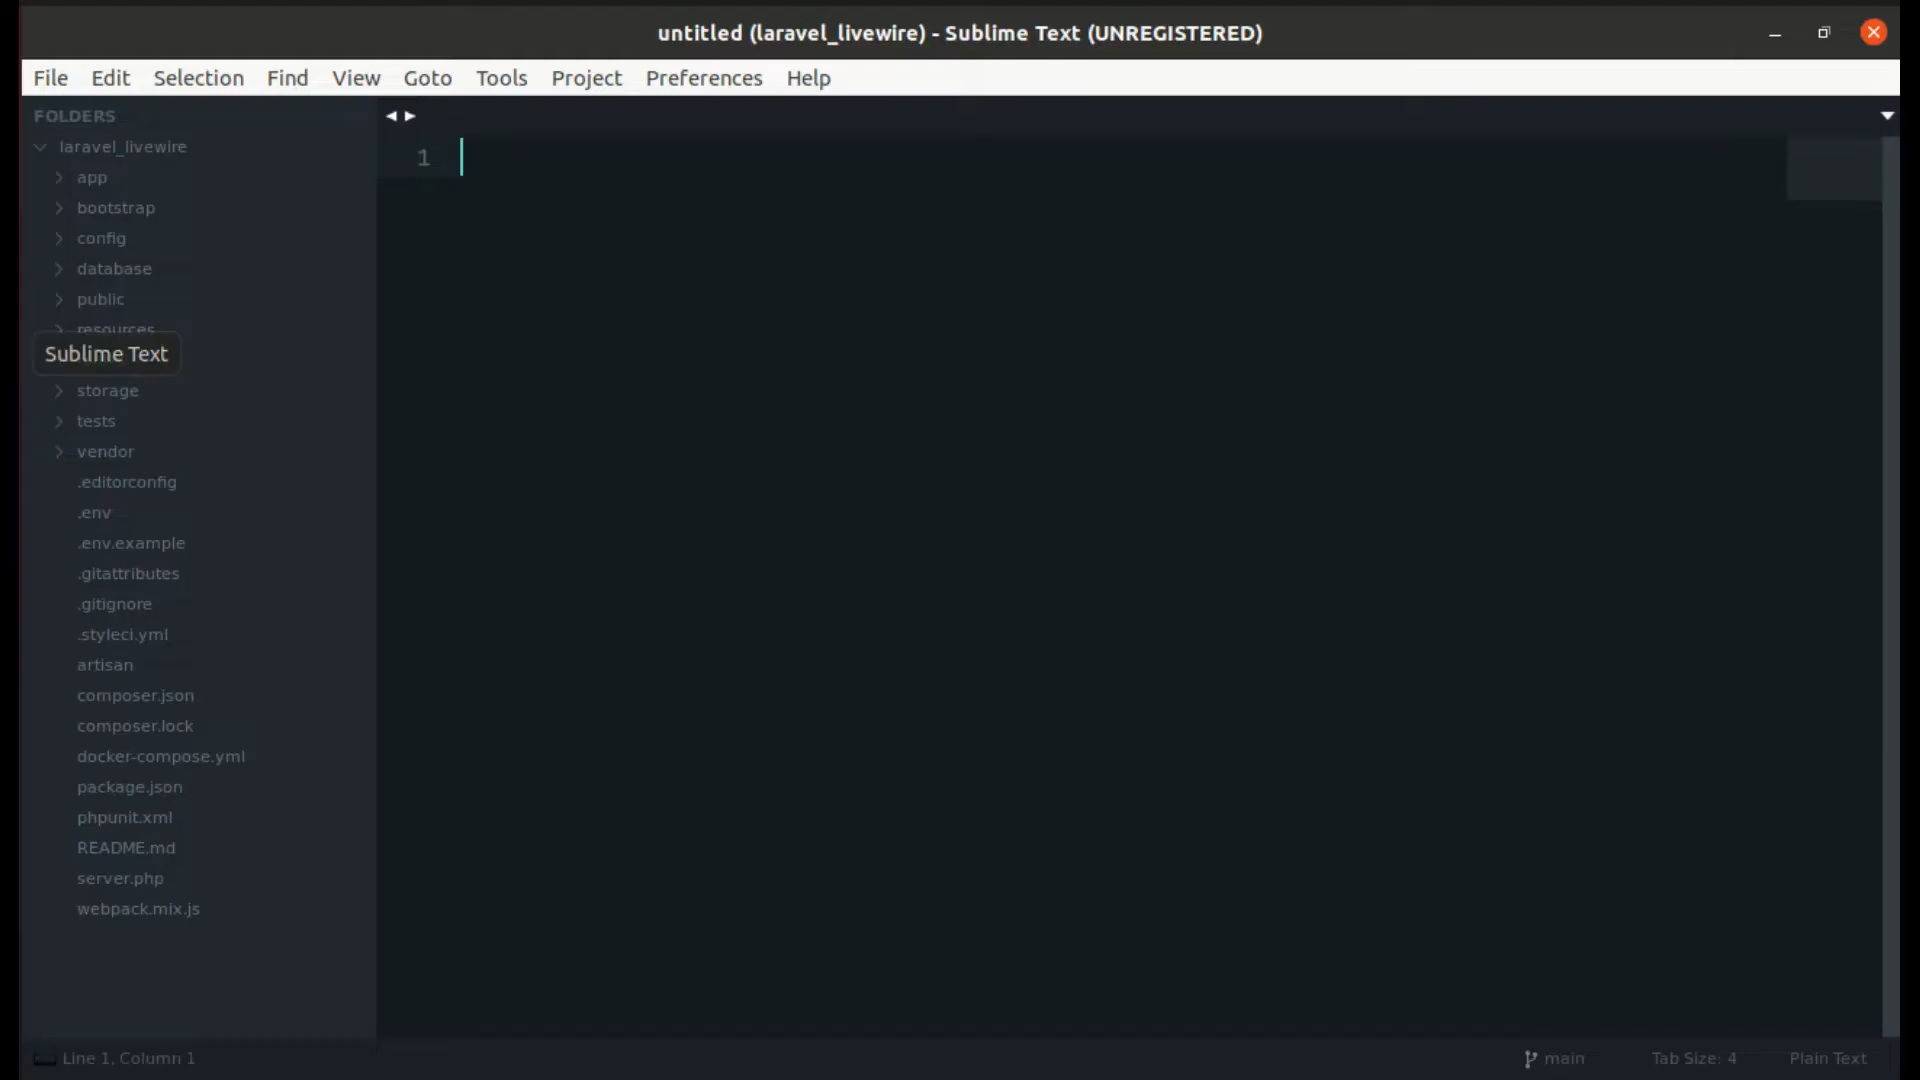 untitled (laravel_livewire) - Sublime Text (UNREGISTERED)
File Edit Selection Find View Goto Tools Project Preferences Help
FOLDERS
laravel_livewire
app
bootstrap
config
database
public
resources
Sublime Text
storage
tests
vendor
.editorconfig
.env
.env.example
.gitattributes
.gitignore
.styleci.yml
artisan
composer.json
composer.lock
docker-compose.yml
package.json
phpunit.xml
README.md
server.php
webpack.mix.js
1
Line 1, Column 1 main Tab Size: 4 Plain Text